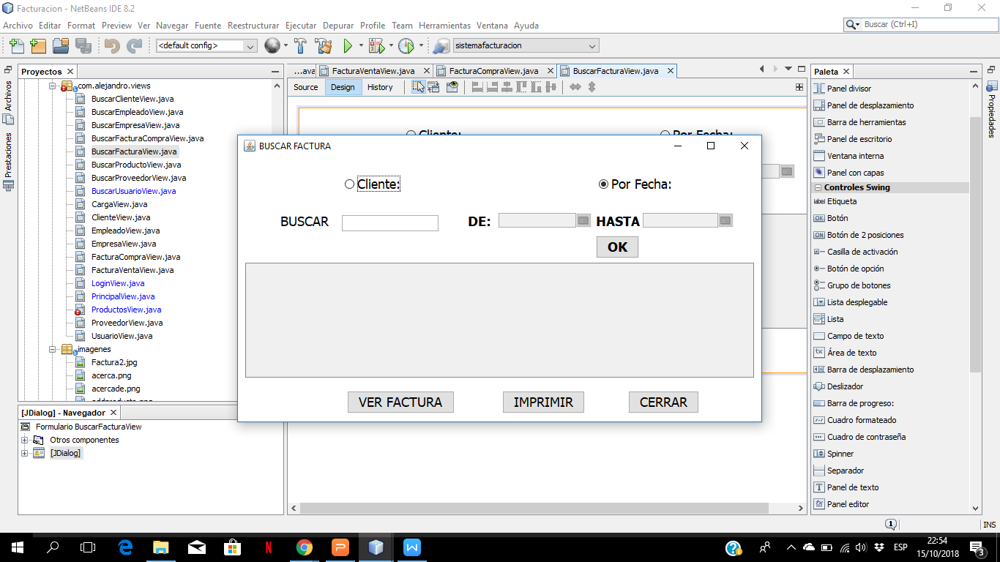 Facturacion - NetBeans IDE 8.2
Archivo Editar Format Preview Ver Navegar Fuente Reestructurar Ejecutar Depurar Profile Team Herramientas Ventana Ayuda
Buscar (Ctrl+I)
<default config>
sistemafacturacion
Archivos
Prestaciones
Proyectos
com.alejandro.views
BuscarClienteView.java
BuscarEmpleadoView.java
BuscarEmpresaView.java
BuscarFacturaCompraView.java
BuscarFacturaView.java
BuscarProductoView.java
BuscarProveedorView.java
BuscarUsuarioView.java
CargaView.java
ClienteView.java
EmpleadoView.java
EmpresaView.java
FacturaCompraView.java
FacturaVentaView.java
LoginView.java
PrincipalView.java
ProductosView.java
ProveedorView.java
UsuarioView.java
imagenes
Factura2.jpg
acerca.png
acercade.png
addproducto.png
[JDialog] - Navegador
Formulario BuscarFacturaView
Otros componentes
[JDialog]
...ava FacturaVentaView.java FacturaCompraView.java BuscarFacturaView.java
Source Design History
Cliente: Por Fecha:
BUSCAR FACTURA
Cliente: Por Fecha:
BUSCAR DE: HASTA
OK
VER FACTURA IMPRIMIR CERRAR
Paleta
Panel divisor
Panel de desplazamiento
Barra de herramientas
Panel de escritorio
Ventana interna
Panel con capas
Controles Swing
label Etiqueta
OK Botón
ON Botón de 2 posiciones
Casilla de activación
Botón de opción
Grupo de botones
Lista desplegable
Lista
Campo de texto
Área de texto
Barra de desplazamiento
Deslizador
Barra de progreso:
Cuadro formateado
Cuadro de contraseña
Spinner
Separador
Panel de texto
Panel editor
Propiedades
1 INS
ESP
22:54
15/10/2018
3